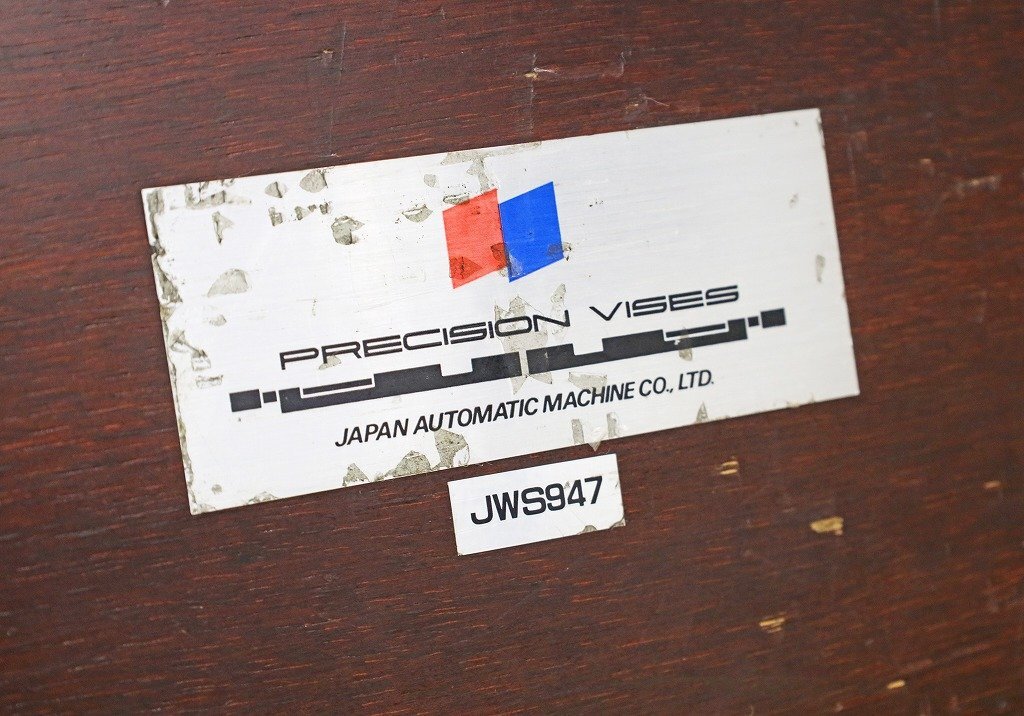 PRECISION VISES
JAPAN AUTOMATIC MACHINE CO., LTD.
JWS947